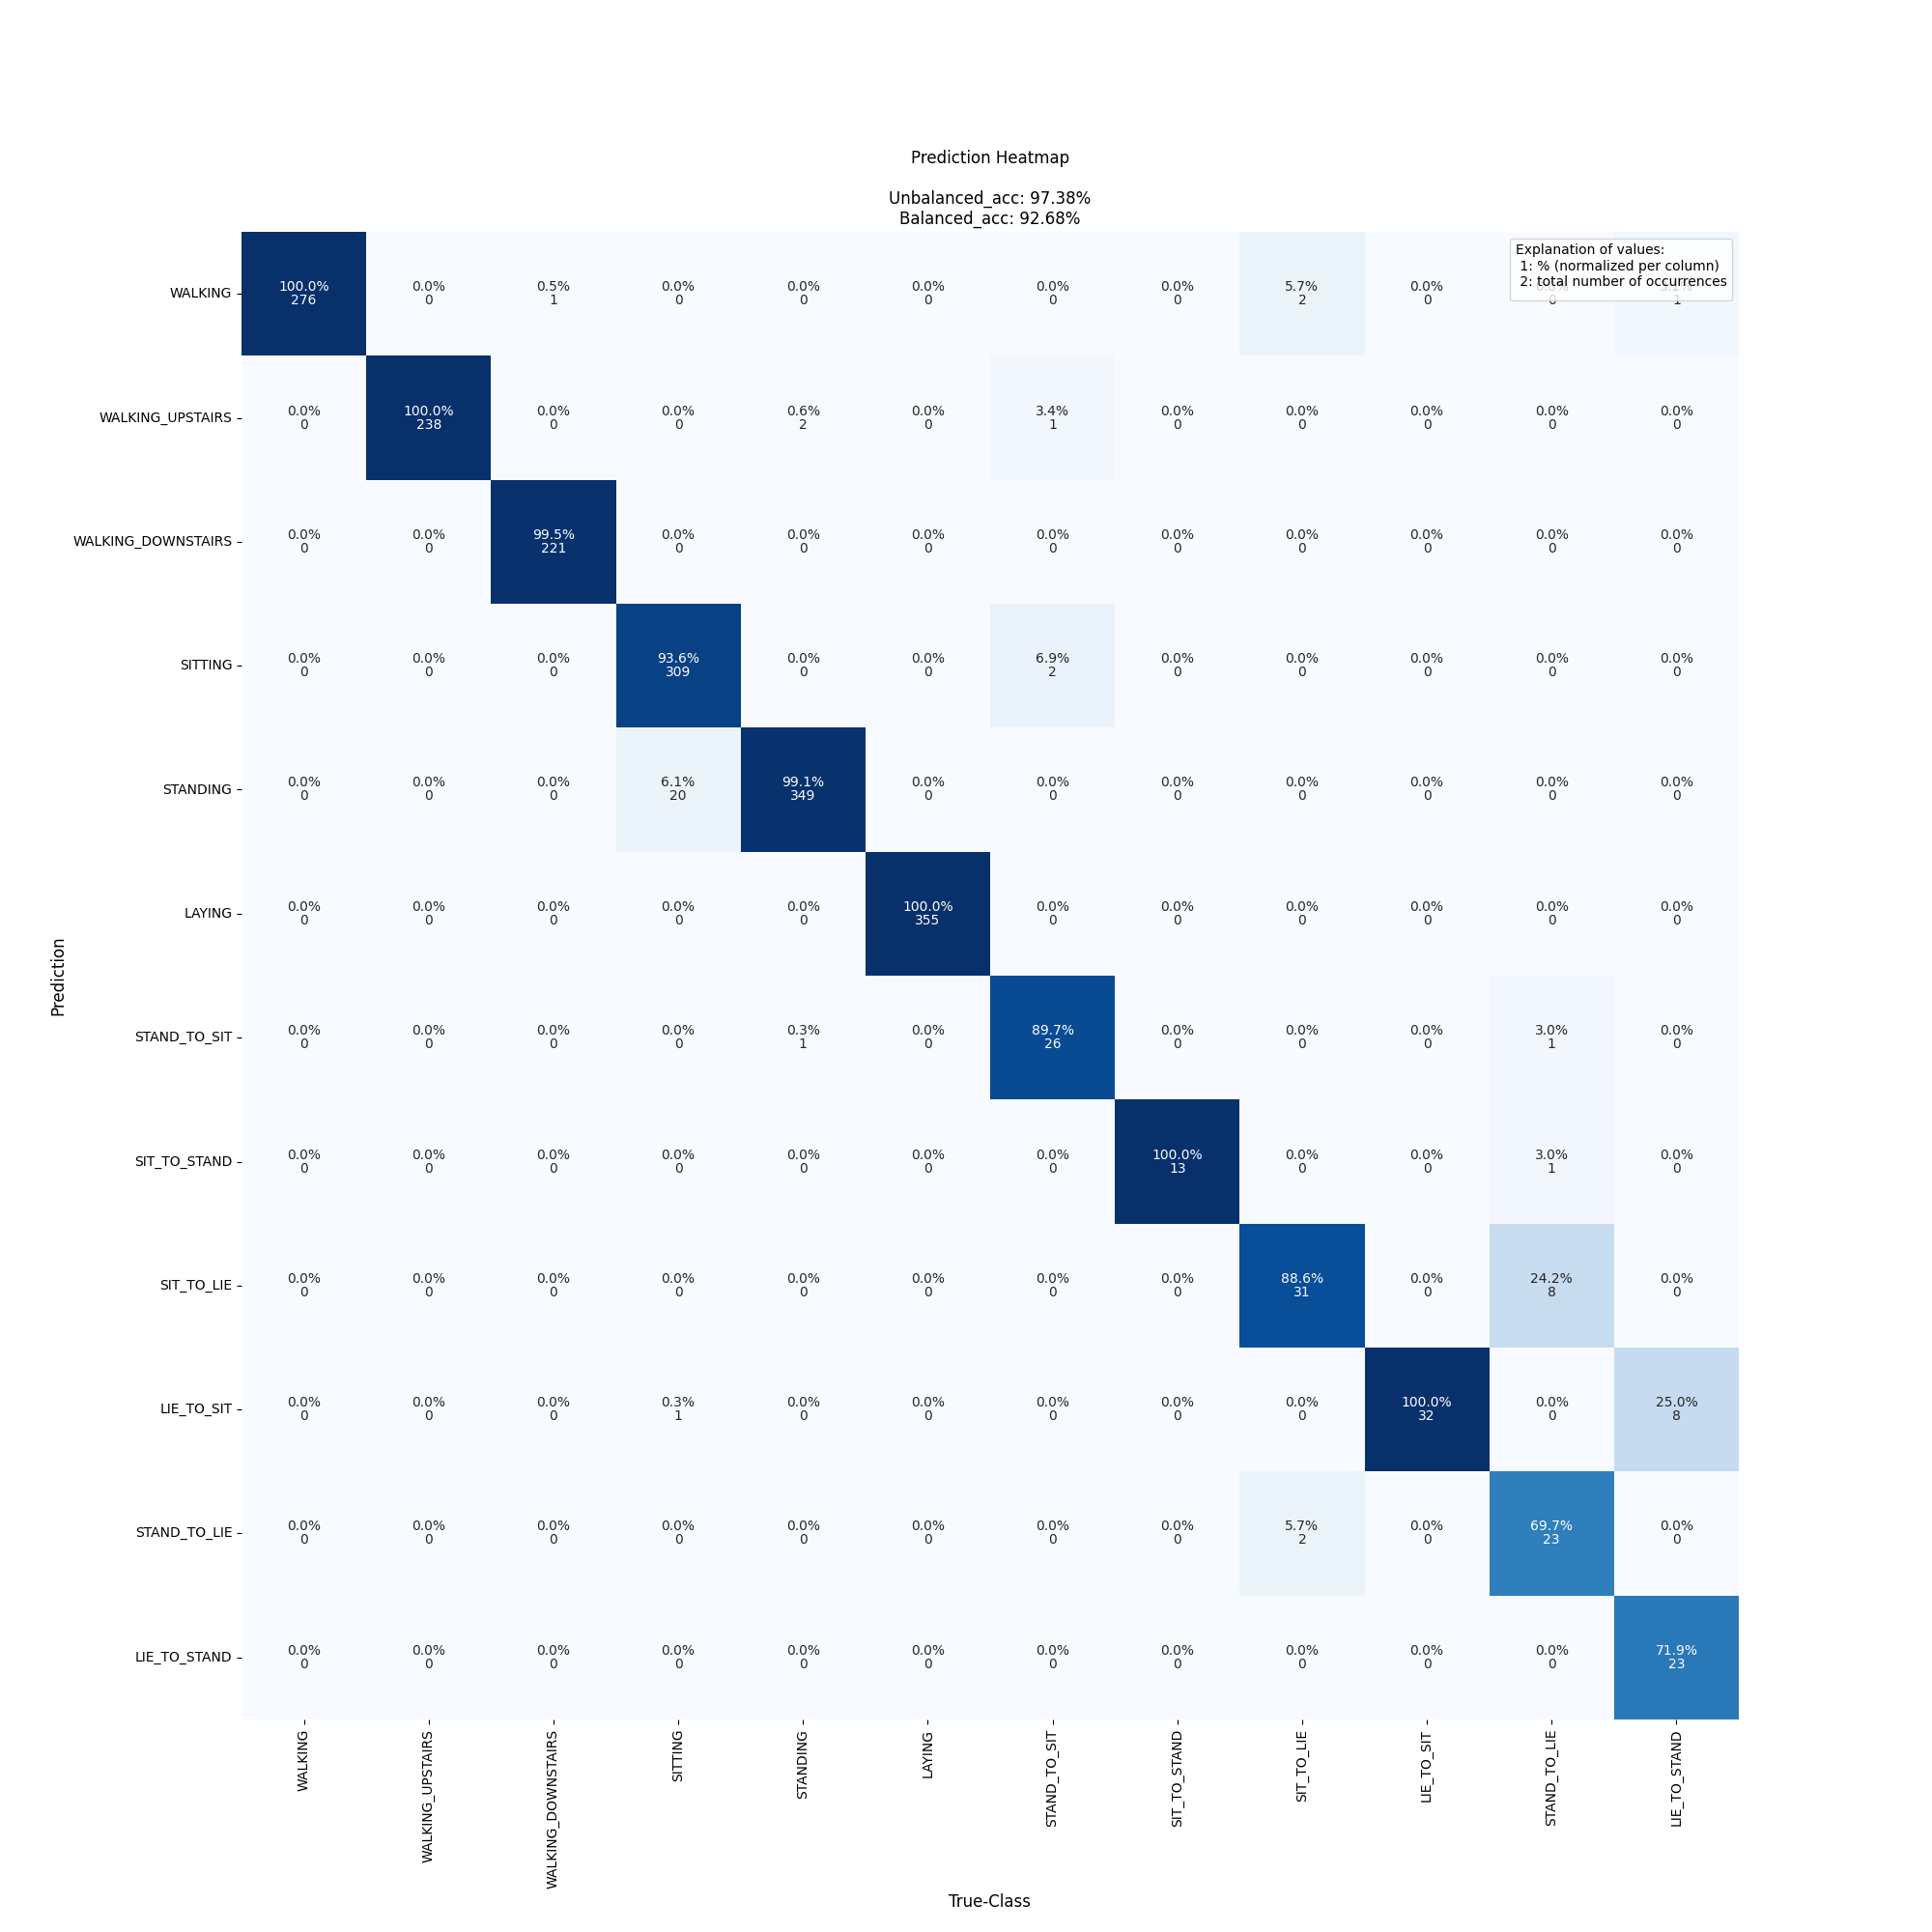 Prediction Heatmap
Unbalanced_acc: 97.38%
Balanced_acc: 92.68%
Explanation of values:
1: % (normalized per column)
2: total number of occurrences
WALKING
100.0% 0.0% 0.5% 0.0% 0.0% 0.0% 0.0% 0.0% 5.7% 0.0%
276 0 1 0 0 0 0 0 2 0 0 1
WALKING_UPSTAIRS
0.0% 100.0% 0.0% 0.0% 0.6% 0.0% 3.4% 0.0% 0.0% 0.0% 0.0% 0.0%
0 238 0 0 2 0 1 0 0 0 0 0
WALKING_DOWNSTAIRS
0.0% 0.0% 99.5% 0.0% 0.0% 0.0% 0.0% 0.0% 0.0% 0.0% 0.0% 0.0%
0 0 221 0 0 0 0 0 0 0 0 0
SITTING
0.0% 0.0% 0.0% 93.6% 0.0% 0.0% 6.9% 0.0% 0.0% 0.0% 0.0% 0.0%
0 0 0 309 0 0 2 0 0 0 0 0
STANDING
0.0% 0.0% 0.0% 6.1% 99.1% 0.0% 0.0% 0.0% 0.0% 0.0% 0.0% 0.0%
0 0 0 20 349 0 0 0 0 0 0 0
LAYING
0.0% 0.0% 0.0% 0.0% 0.0% 100.0% 0.0% 0.0% 0.0% 0.0% 0.0% 0.0%
0 0 0 0 0 355 0 0 0 0 0 0
STAND_TO_SIT
0.0% 0.0% 0.0% 0.0% 0.3% 0.0% 89.7% 0.0% 0.0% 0.0% 3.0% 0.0%
0 0 0 0 1 0 26 0 0 0 1 0
SIT_TO_STAND
0.0% 0.0% 0.0% 0.0% 0.0% 0.0% 0.0% 100.0% 0.0% 0.0% 3.0% 0.0%
0 0 0 0 0 0 0 13 0 0 1 0
SIT_TO_LIE
0.0% 0.0% 0.0% 0.0% 0.0% 0.0% 0.0% 0.0% 88.6% 0.0% 24.2% 0.0%
0 0 0 0 0 0 0 0 31 0 8 0
LIE_TO_SIT
0.0% 0.0% 0.0% 0.3% 0.0% 0.0% 0.0% 0.0% 0.0% 100.0% 0.0% 25.0%
0 0 0 1 0 0 0 0 0 32 0 8
STAND_TO_LIE
0.0% 0.0% 0.0% 0.0% 0.0% 0.0% 0.0% 0.0% 5.7% 0.0% 69.7% 0.0%
0 0 0 0 0 0 0 0 2 0 23 0
LIE_TO_STAND
0.0% 0.0% 0.0% 0.0% 0.0% 0.0% 0.0% 0.0% 0.0% 0.0% 0.0% 71.9%
0 0 0 0 0 0 0 0 0 0 0 23
Prediction
WALKING
WALKING_UPSTAIRS
WALKING_DOWNSTAIRS
SITTING
STANDING
LAYING
STAND_TO_SIT
SIT_TO_STAND
SIT_TO_LIE
LIE_TO_SIT
STAND_TO_LIE
LIE_TO_STAND
True-Class